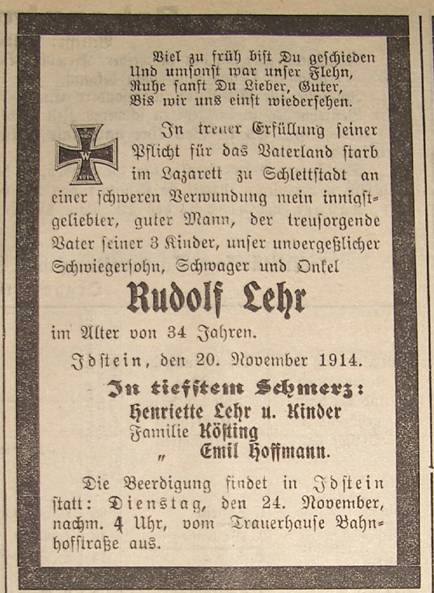 Viel zu früh bist Du geschieden
Und umsonst war unser Flehn,
Ruhe sanft Du Lieber, Guter,
Bis wir uns einst wiedersehen.
In treuer Erfüllung seiner
Pflicht für das Vaterland starb
im Lazarett zu Schlettstadt an
einer schweren Verwundung mein innigst-
geliebter, guter Mann, der treusorgende
Vater seiner 3 Kinder, unser unvergeßlicher
Schwiegersohn, Schwager und Onkel
Rudolf Lehr
im Alter von 34 Jahren.
Idstein, den 20. November 1914.
In tiefstem Schmerz:
Henriette Lehr u. Kinder
Familie Kösting
„ Emil Hoffmann.
Die Beerdigung findet in Idstein
statt: Dienstag, den 24. November,
nachm. 4 Uhr, vom Trauerhause Bahn-
hofstraße aus.